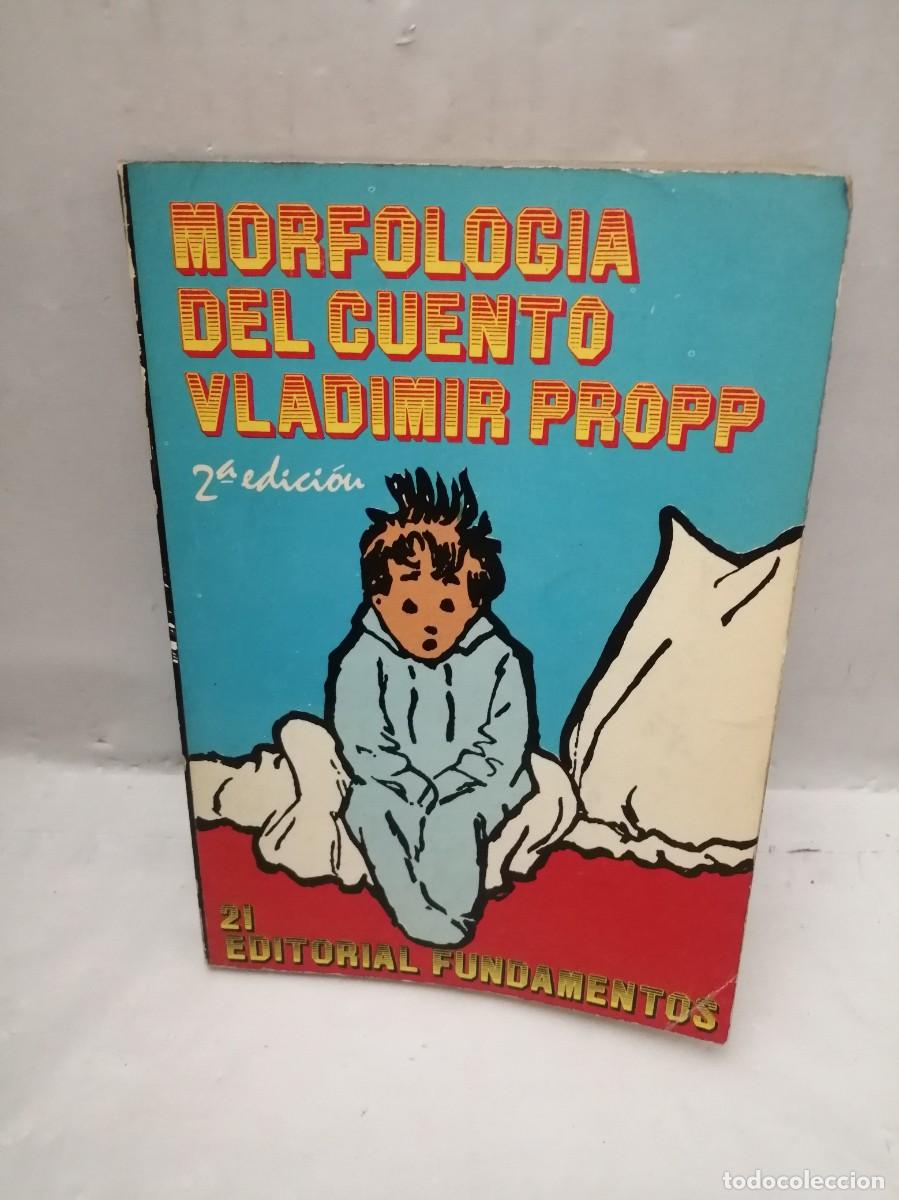 MORFOLOGIA
DEL CUENTO
VLADIMIR PROPP
2ª edición
21
EDITORIAL FUNDAMENTOS
todocoleccion